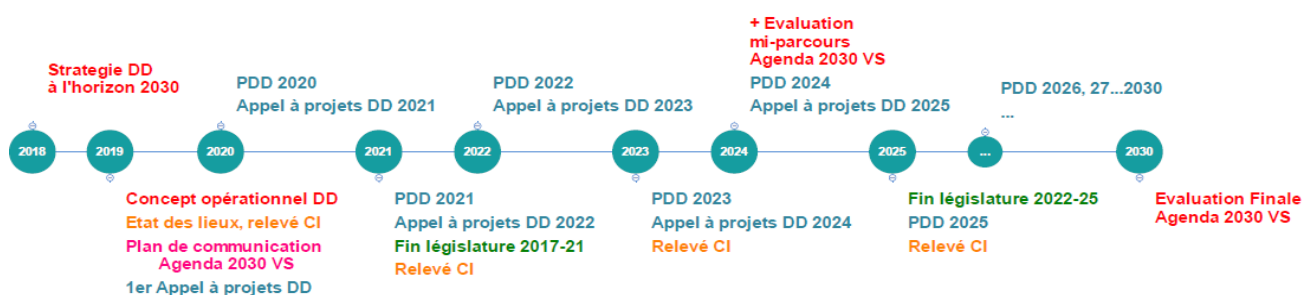 Strategie DD
à l'horizon 2030
PDD 2020
Appel à projets DD 2021
PDD 2022
Appel à projets DD 2023
+ Evaluation
mi-parcours
Agenda 2030 VS
PDD 2024
Appel à projets DD 2025
PDD 2026, 27...2030
...
2018
2019
2020
2021
2022
2023
2024
2025
...
2030
Concept opérationnel DD
Etat des lieux, relevé CI
Plan de communication
Agenda 2030 VS
1er Appel à projets DD
PDD 2021
Appel à projets DD 2022
Fin législature 2017-21
Relevé CI
PDD 2023
Appel à projets DD 2024
Relevé CI
Fin législature 2022-25
PDD 2025
Relevé CI
Evaluation Finale
Agenda 2030 VS